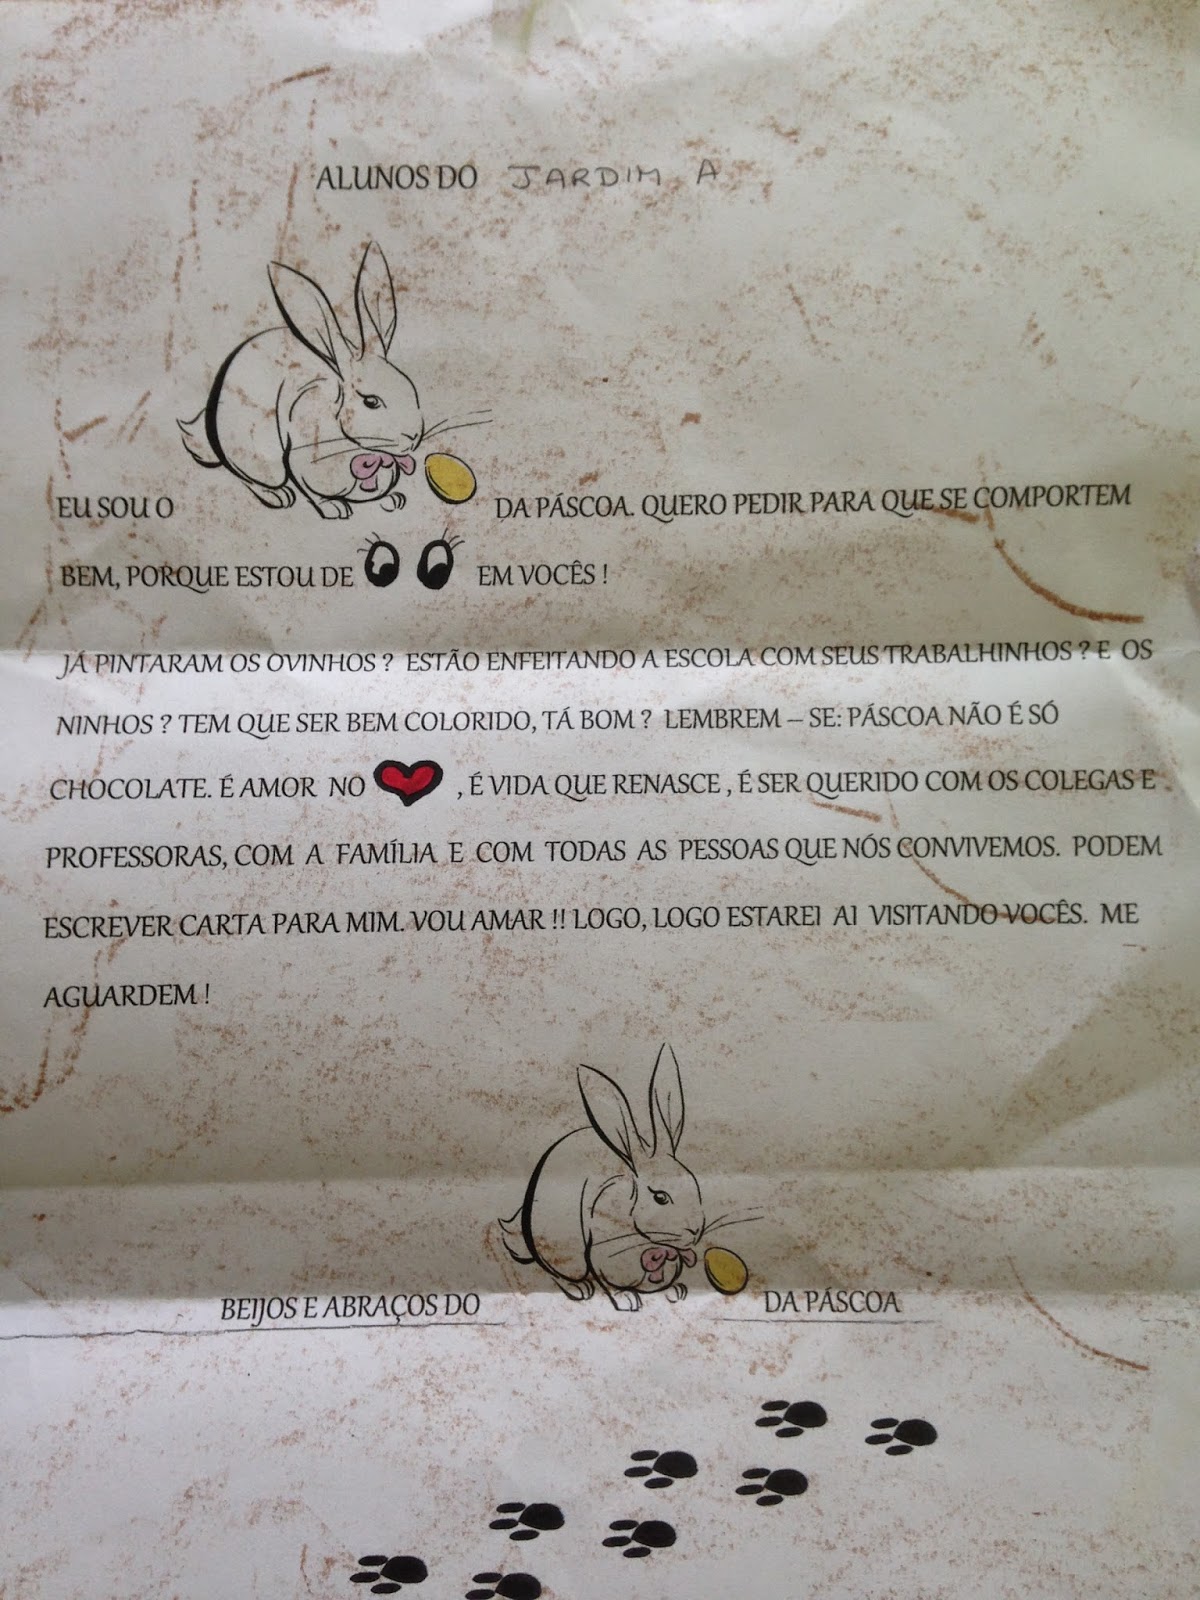 ALUNOS DO JARDIM A
EU SOU O DA PÁSCOA. QUERO PEDIR PARA QUE SE COMPORTEM
BEM, PORQUE ESTOU DE EM VOCÊS !
JÁ PINTARAM OS OVINHOS ? ESTÃO ENFEITANDO A ESCOLA COM SEUS TRABALHINHOS ? E OS
NINHOS ? TEM QUE SER BEM COLORIDO, TÁ BOM ? LEMBREM – SE: PÁSCOA NÃO É SÓ
CHOCOLATE. É AMOR NO , É VIDA QUE RENASCE , É SER QUERIDO COM OS COLEGAS E
PROFESSORAS, COM A FAMÍLIA E COM TODAS AS PESSOAS QUE NÓS CONVIVEMOS. PODEM
ESCREVER CARTA PARA MIM. VOU AMAR !! LOGO, LOGO ESTAREI AI VISITANDO VOCÊS. ME
AGUARDEM !
BEIJOS E ABRAÇOS DO DA PÁSCOA